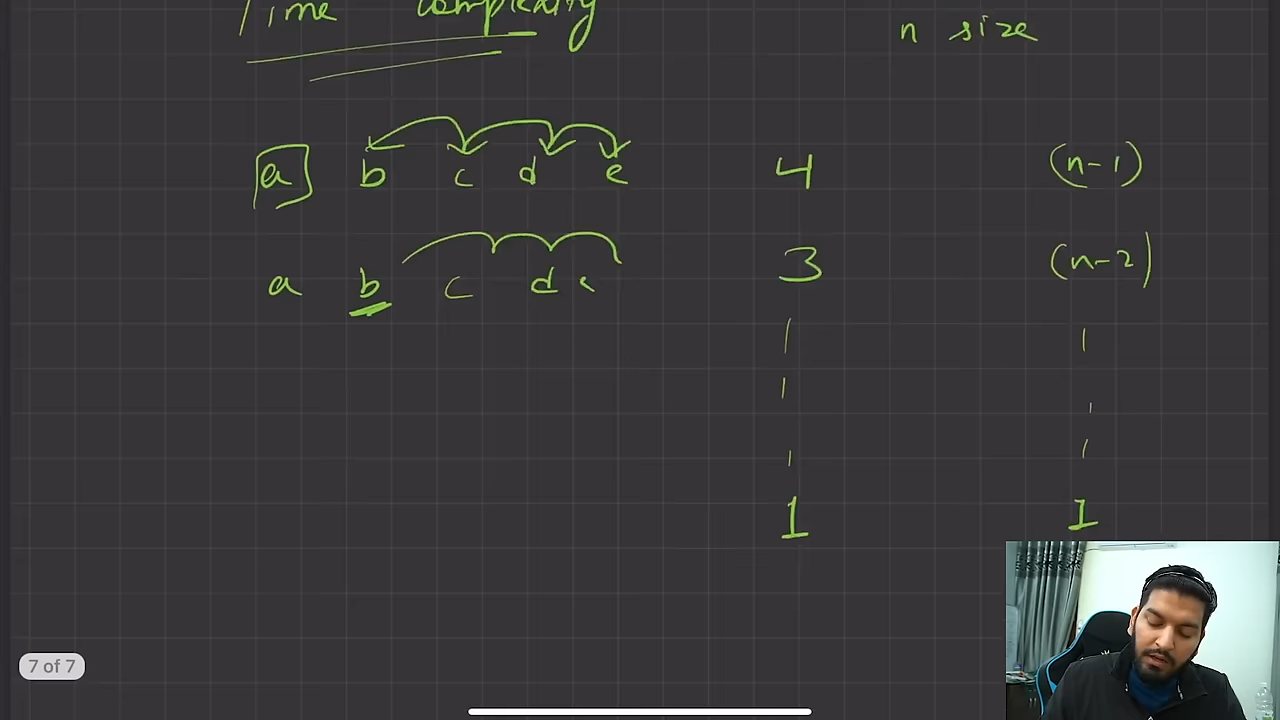 Time complexity
n size
a b c d e 4 (n-1)
a b c d e 3 (n-2)
1 1
7 of 7